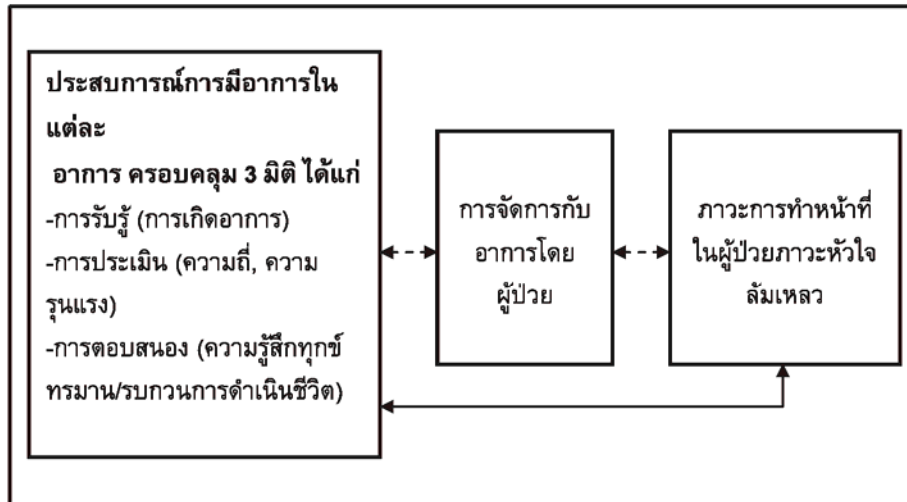 ประสบการณ์การมีอาการใน
แต่ละ
อาการ ครอบคลุม 3 มิติ ได้แก่
-การรับรู้ (การเกิดอาการ)
-การประเมิน (ความถี่, ความ
รุนแรง)
-การตอบสนอง (ความรู้สึกทุกข์
ทรมาน/รบกวนการดำเนินชีวิต)
การจัดการกับ
อาการโดย
ผู้ป่วย
ภาวะการทำหน้าที่
ในผู้ป่วยภาวะหัวใจ
ล้มเหลว